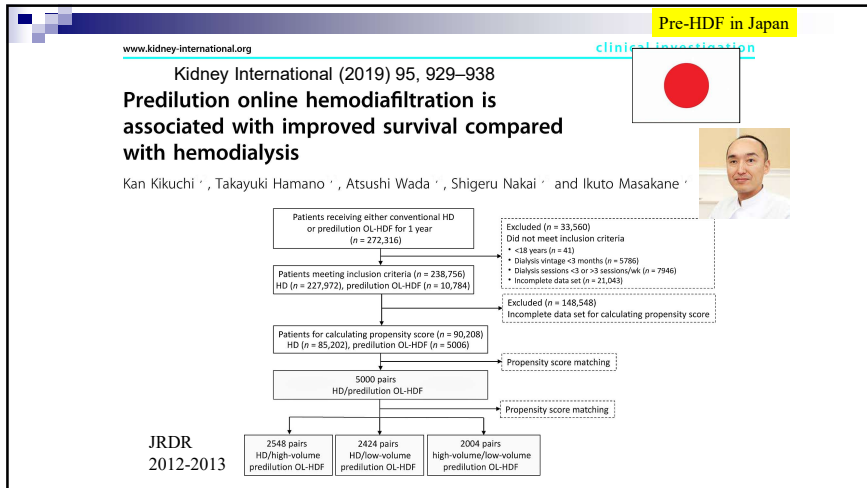 Pre-HDF in Japan
www.kidney-international.org
clinical investigation
Kidney International (2019) 95, 929–938
Predilution online hemodiafiltration is
associated with improved survival compared
with hemodialysis
Kan Kikuchi , Takayuki Hamano , Atsushi Wada , Shigeru Nakai and Ikuto Masakane
Patients receiving either conventional HD
or predilution OL-HDF for 1 year
(n = 272,316)
Excluded (n = 33,560)
Did not meet inclusion criteria
• <18 years (n = 41)
• Dialysis vintage <3 months (n = 5786)
• Dialysis sessions <3 or >3 sessions/wk (n = 7946)
• Incomplete data set (n = 21,043)
Patients meeting inclusion criteria (n = 238,756)
HD (n = 227,972), predilution OL-HDF (n = 10,784)
Excluded (n = 148,548)
Incomplete data set for calculating propensity score
Patients for calculating propensity score (n = 90,208)
HD (n = 85,202), predilution OL-HDF (n = 5006)
Propensity score matching
5000 pairs
HD/predilution OL-HDF
Propensity score matching
JRDR
2012-2013
2548 pairs
HD/high-volume
predilution OL-HDF
2424 pairs
HD/low-volume
predilution OL-HDF
2004 pairs
high-volume/low-volume
predilution OL-HDF